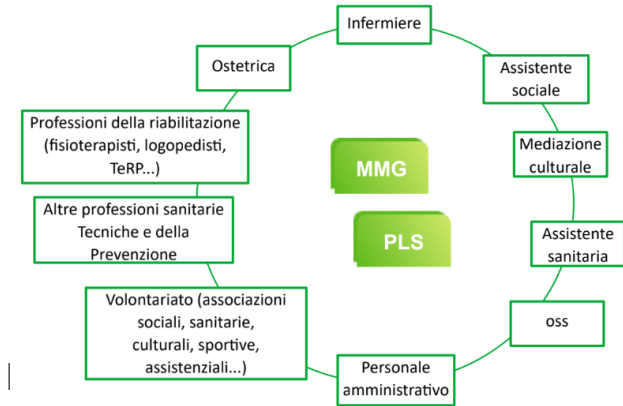 Infermiere
Ostetrica
Assistente
sociale
Professioni della riabilitazione
(fisioterapisti, logopedisti,
TeRP...)
MMG
Mediazione
culturale
Altre professioni sanitarie
Tecniche e della
Prevenzione
PLS
Assistente
sanitaria
Volontariato (associazioni
sociali, sanitarie,
culturali, sportive,
assistenziali...)
oss
Personale
amministrativo